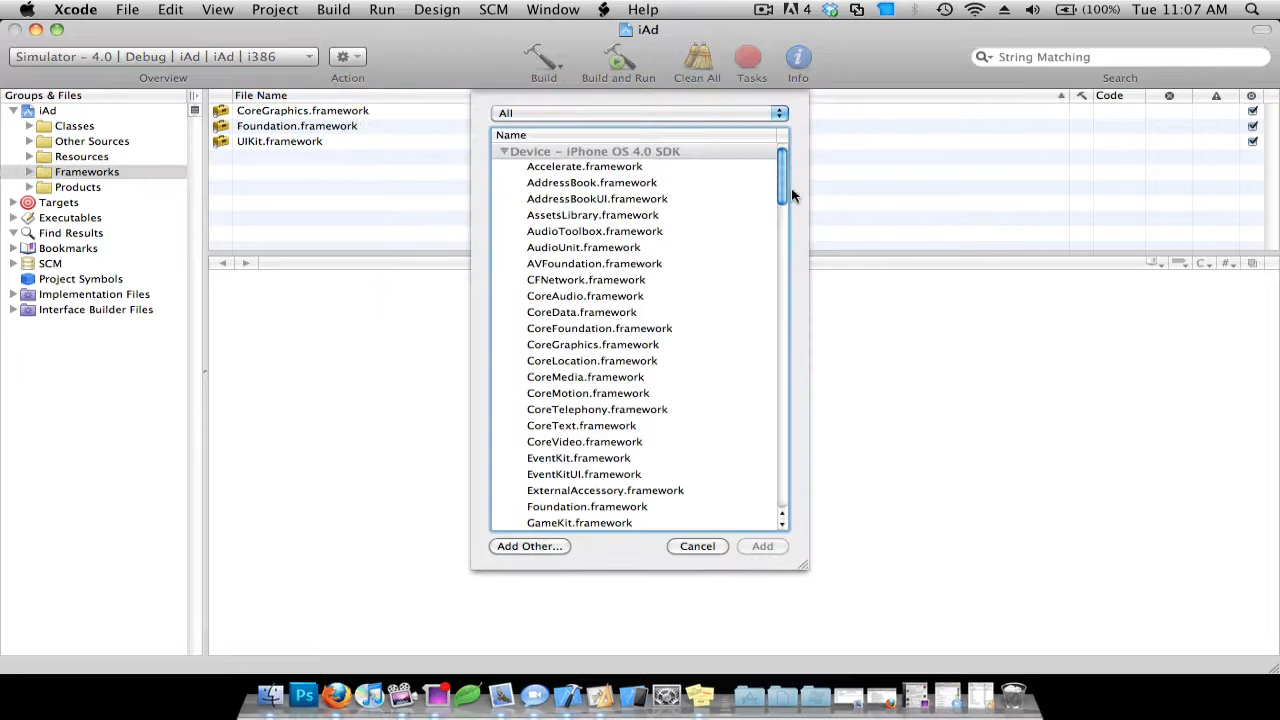 Xcode File Edit View Project Build Run Design SCM Window Help 4 (100%) Tue 11:07 AM
iAd
Simulator - 4.0 | Debug | iAd | iAd | i386
String Matching
Overview Action Build Build and Run Clean All Tasks Info Search
Groups & Files File Name Code
iAd
Classes
Other Sources
Resources
Frameworks
Products
Targets
Executables
Find Results
Bookmarks
SCM
Project Symbols
Implementation Files
Interface Builder Files
CoreGraphics.framework
Foundation.framework
UIKit.framework
All
Name
Device - iPhone OS 4.0 SDK
Accelerate.framework
AddressBook.framework
AddressBookUI.framework
AssetsLibrary.framework
AudioToolbox.framework
AudioUnit.framework
AVFoundation.framework
CFNetwork.framework
CoreAudio.framework
CoreData.framework
CoreFoundation.framework
CoreGraphics.framework
CoreLocation.framework
CoreMedia.framework
CoreMotion.framework
CoreTelephony.framework
CoreText.framework
CoreVideo.framework
EventKit.framework
EventKitUI.framework
ExternalAccessory.framework
Foundation.framework
GameKit.framework
Add Other... Cancel Add
C #
Ps